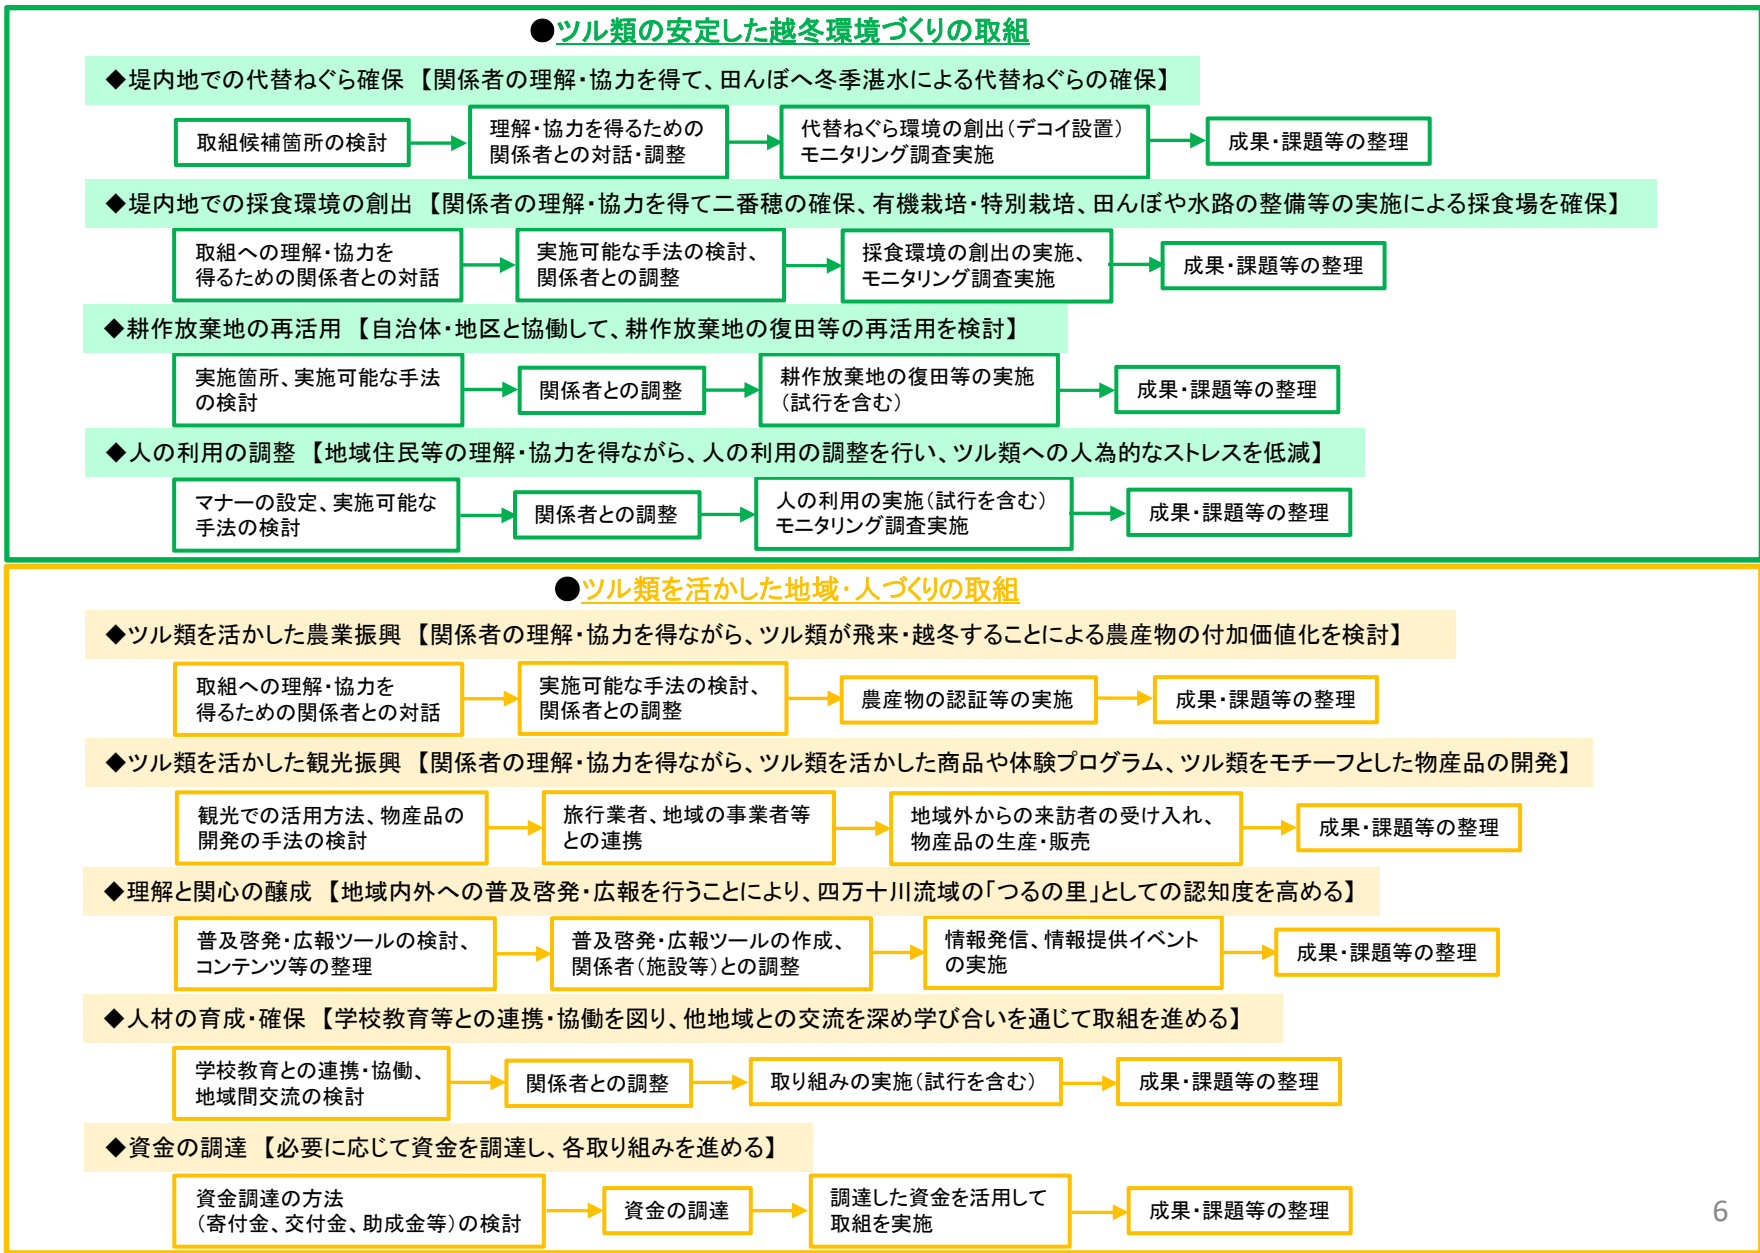 ●ツル類の安定した越冬環境づくりの取組
◆堤内地での代替ねぐら確保 【関係者の理解・協力を得て、田んぼへ冬季湛水による代替ねぐらの確保】
取組候補箇所の検討
理解・協力を得るための
関係者との対話・調整
代替ねぐら環境の創出(デコイ設置)
モニタリング調査実施
成果・課題等の整理
◆堤内地での採食環境の創出 【関係者の理解・協力を得て二番穂の確保、有機栽培・特別栽培、田んぼや水路の整備等の実施による採食場を確保】
取組への理解・協力を
得るための関係者との対話
実施可能な手法の検討、
関係者との調整
採食環境の創出の実施、
モニタリング調査実施
成果・課題等の整理
◆耕作放棄地の再活用 【自治体・地区と協働して、耕作放棄地の復田等の再活用を検討】
実施箇所、実施可能な手法
の検討
関係者との調整
耕作放棄地の復田等の実施
(試行を含む)
成果・課題等の整理
◆人の利用の調整 【地域住民等の理解・協力を得ながら、人の利用の調整を行い、ツル類への人為的なストレスを低減】
マナーの設定、実施可能な
手法の検討
関係者との調整
人の利用の実施(試行を含む)
モニタリング調査実施
成果・課題等の整理
●ツル類を活かした地域・人づくりの取組
◆ツル類を活かした農業振興 【関係者の理解・協力を得ながら、ツル類が飛来・越冬することによる農産物の付加価値化を検討】
取組への理解・協力を
得るための関係者との対話
実施可能な手法の検討、
関係者との調整
農産物の認証等の実施
成果・課題等の整理
◆ツル類を活かした観光振興 【関係者の理解・協力を得ながら、ツル類を活かした商品や体験プログラム、ツル類をモチーフとした物産品の開発】
観光での活用方法、物産品の
開発の手法の検討
旅行業者、地域の事業者等
との連携
地域外からの来訪者の受け入れ、
物産品の生産・販売
成果・課題等の整理
◆理解と関心の醸成 【地域内外への普及啓発・広報を行うことにより、四万十川流域の「つるの里」としての認知度を高める】
普及啓発・広報ツールの検討、
コンテンツ等の整理
普及啓発・広報ツールの作成、
関係者(施設等)との調整
情報発信、情報提供イベント
の実施
成果・課題等の整理
◆人材の育成・確保 【学校教育等との連携・協働を図り、他地域との交流を深め学び合いを通じて取組を進める】
学校教育との連携・協働、
地域間交流の検討
関係者との調整
取り組みの実施(試行を含む)
成果・課題等の整理
◆資金の調達 【必要に応じて資金を調達し、各取り組みを進める】
資金調達の方法
(寄付金、交付金、助成金等)の検討
資金の調達
調達した資金を活用して
取組を実施
成果・課題等の整理
6